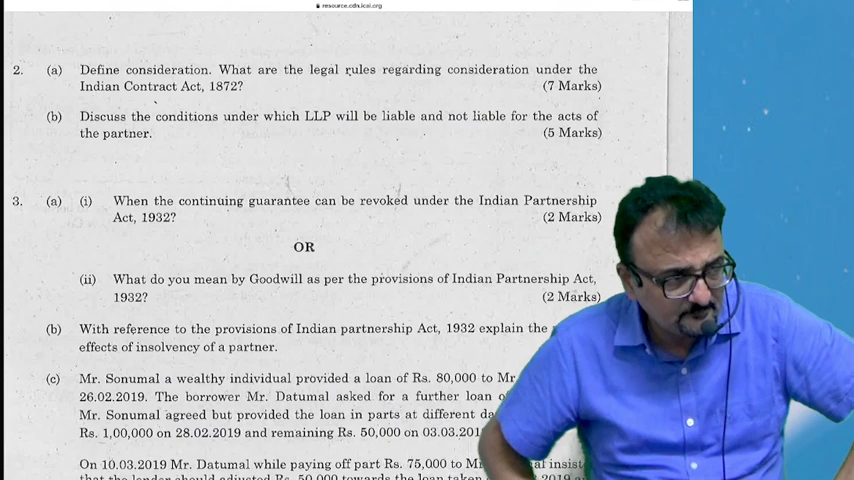 resource.cdn.icai.org
2. (a) Define consideration. What are the legal rules regarding consideration under the
Indian Contract Act, 1872? (7 Marks)
(b) Discuss the conditions under which LLP will be liable and not liable for the acts of
the partner. (5 Marks)
3. (a) (i) When the continuing guarantee can be revoked under the Indian Partnership
Act, 1932? (2 Marks)
OR
(ii) What do you mean by Goodwill as per the provisions of Indian Partnership Act,
1932? (2 Marks)
(b) With reference to the provisions of Indian partnership Act, 1932 explain the
effects of insolvency of a partner.
(c) Mr. Sonumal a wealthy individual provided a loan of Rs. 80,000 to Mr
26.02.2019. The borrower Mr. Datumal asked for a further loan
Mr. Sonumal agreed but provided the loan in parts at different
Rs. 1,00,000 on 28.02.2019 and remaining Rs. 50,000 on
On 10.03.2019 Mr. Datumal while paying off part Rs. 75,000 to
that the lender should adjusted Rs. 50,000 towards the loan taken